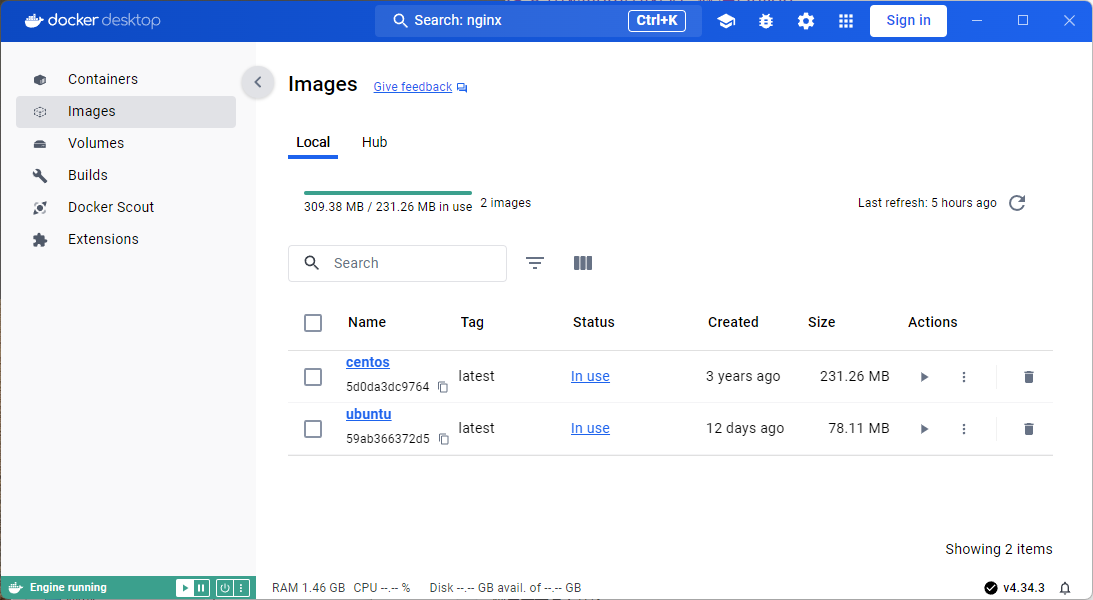 docker desktop
Search: nginx
Ctrl+K
Sign in
Containers
Images
Volumes
Builds
Docker Scout
Extensions
Images Give feedback
Local Hub
309.38 MB / 231.26 MB in use 2 images
Last refresh: 5 hours ago
Search
Name Tag Status Created Size Actions
centos
5d0da3dc9764
latest In use 3 years ago 231.26 MB
ubuntu
59ab366372d5
latest In use 12 days ago 78.11 MB
Showing 2 items
Engine running
RAM 1.46 GB CPU --.-- % Disk --.-- GB avail. of --.-- GB
v4.34.3